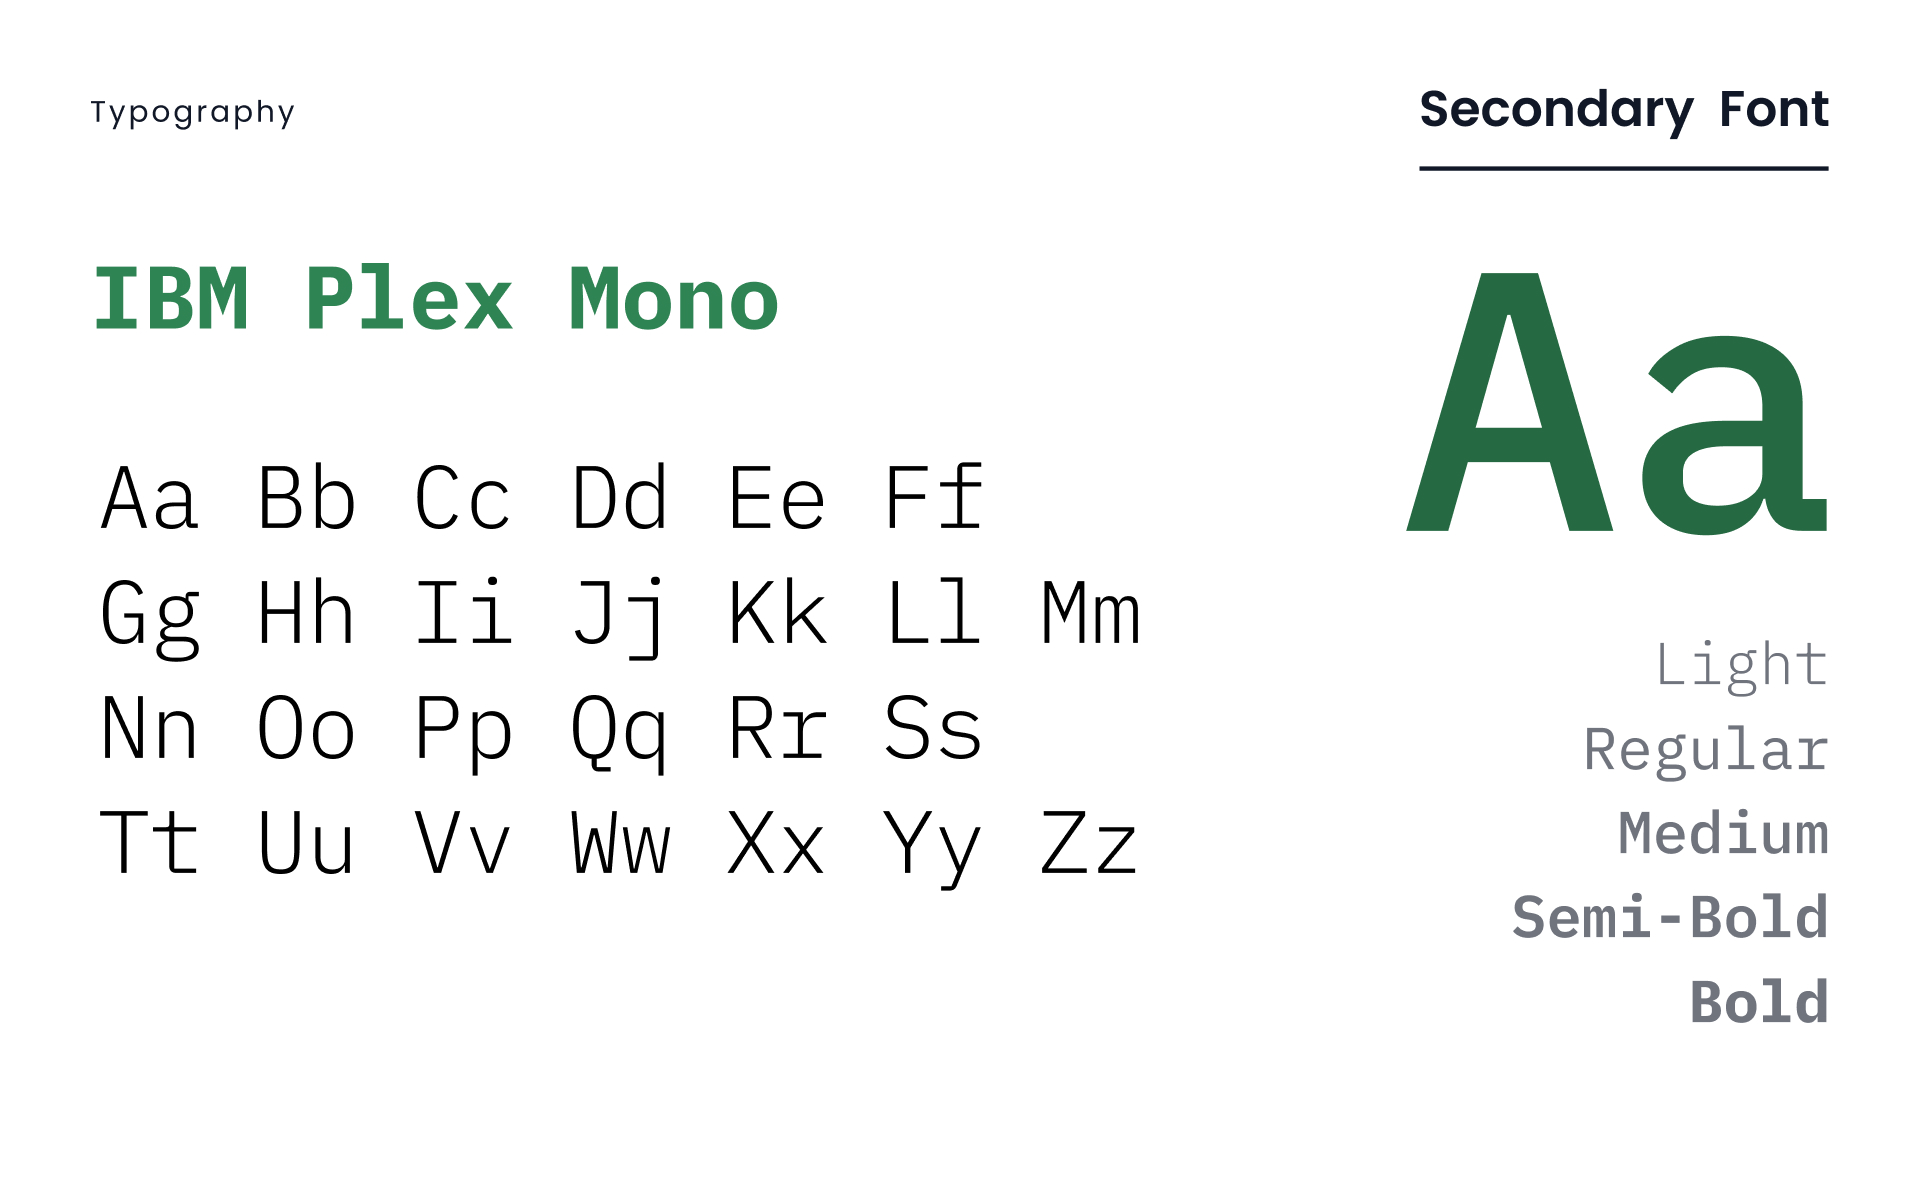 Typography
Secondary Font
IBM Plex Mono
Aa
Aa Bb Cc Dd Ee Ff
Gg Hh Ii Jj Kk Ll Mm
Nn Oo Pp Qq Rr Ss
Tt Uu Vv Ww Xx Yy Zz
Light
Regular
Medium
Semi-Bold
Bold